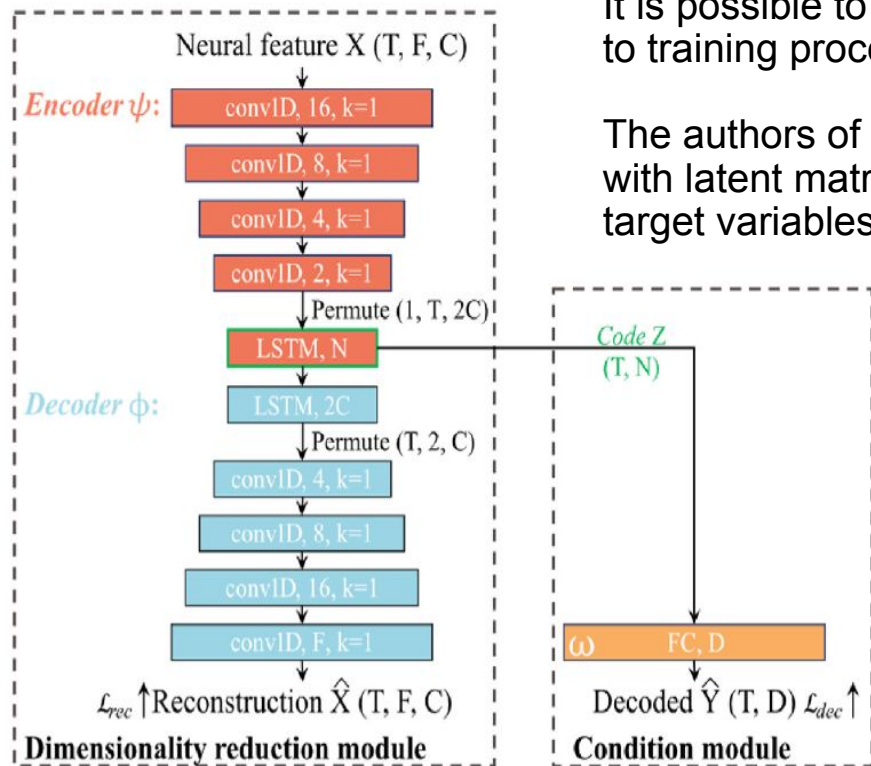 It is possible to
to training proc
The authors of
with latent matr
target variables
Neural feature X (T, F, C)
Encoder ψ:
conv1D, 16, k=1
conv1D, 8, k=1
conv1D, 4, k=1
conv1D, 2, k=1
Permute (1, T, 2C)
LSTM, N
Decoder ϕ:
LSTM, 2C
Permute (T, 2, C)
conv1D, 4, k=1
conv1D, 8, k=1
conv1D, 16, k=1
conv1D, F, k=1
ℒrec ↑ Reconstruction X̂ (T, F, C)
Dimensionality reduction module
Code Z
(T, N)
ω FC, D
Decoded Ŷ (T, D) ℒdec ↑
Condition module